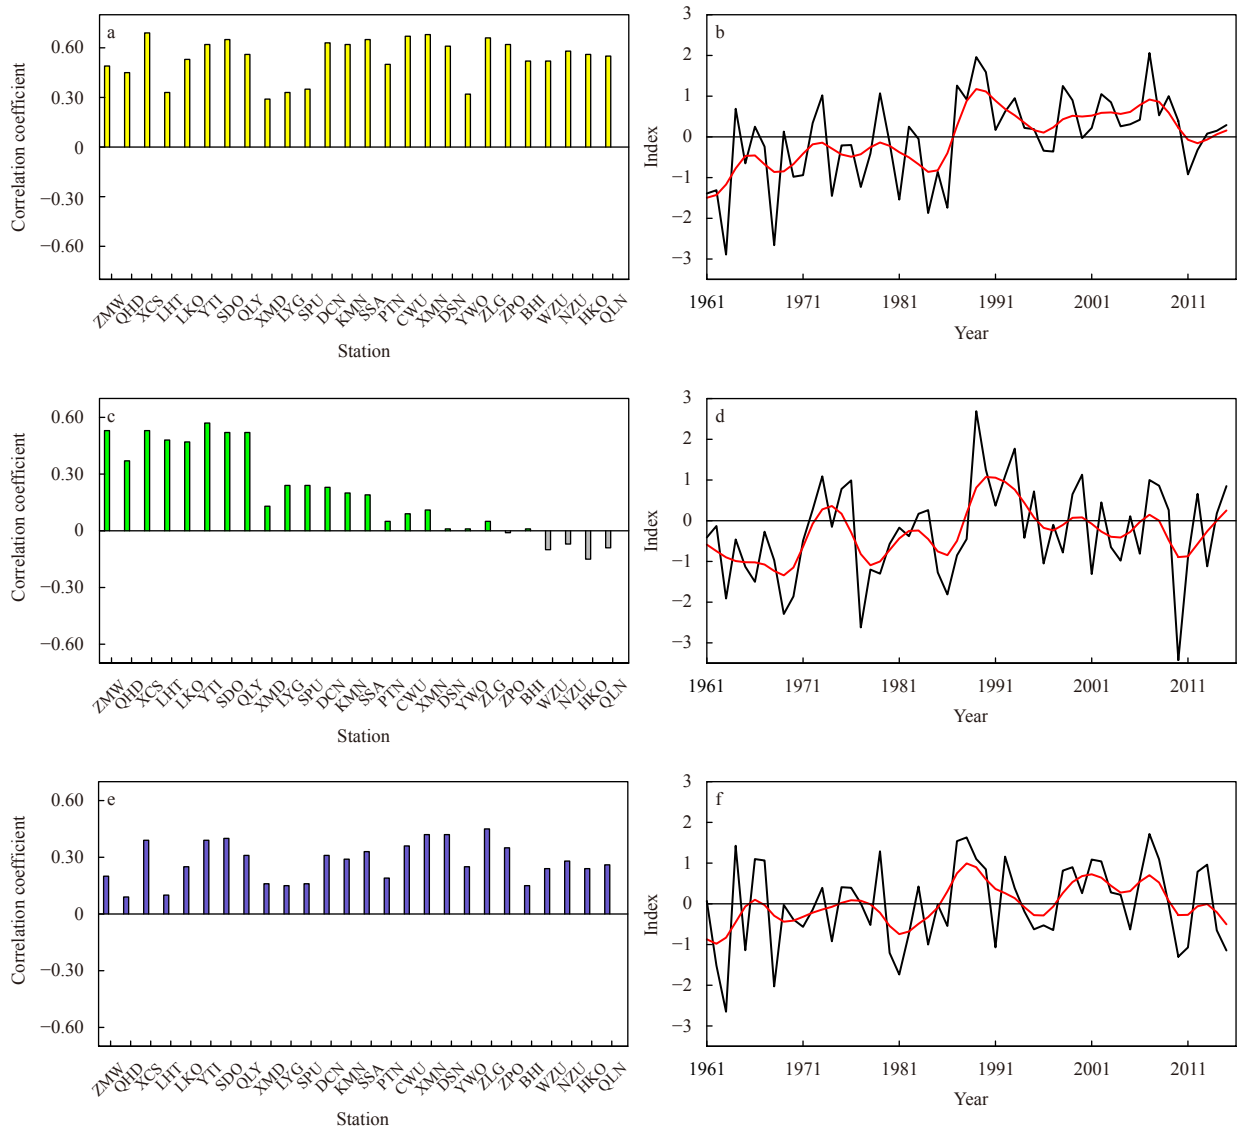 a
0.60
0.30
0
−0.30
−0.60
Correlation coefficient
ZMW QHD XCS LHT LKO YTI SDO QLY XMD LYG SPU DCN KMN SSA PTN CWU XMN DSN YWO ZLG ZPO BHI WZU NZU HKO QLN
Station
b
3
2
1
0
−1
−2
−3
Index
1961 1971 1981 1991 2001 2011
Year
c
0.60
0.30
0
−0.30
−0.60
Correlation coefficient
ZMW QHD XCS LHT LKO YTI SDO QLY XMD LYG SPU DCN KMN SSA PTN CWU XMN DSN YWO ZLG ZPO BHI WZU NZU HKO QLN
Station
d
3
2
1
0
−1
−2
−3
Index
1961 1971 1981 1991 2001 2011
Year
e
0.60
0.30
0
−0.30
−0.60
Correlation coefficient
ZMW QHD XCS LHT LKO YTI SDO QLY XMD LYG SPU DCN KMN SSA PTN CWU XMN DSN YWO ZLG ZPO BHI WZU NZU HKO QLN
Station
f
3
2
1
0
−1
−2
−3
Index
1961 1971 1981 1991 2001 2011
Year